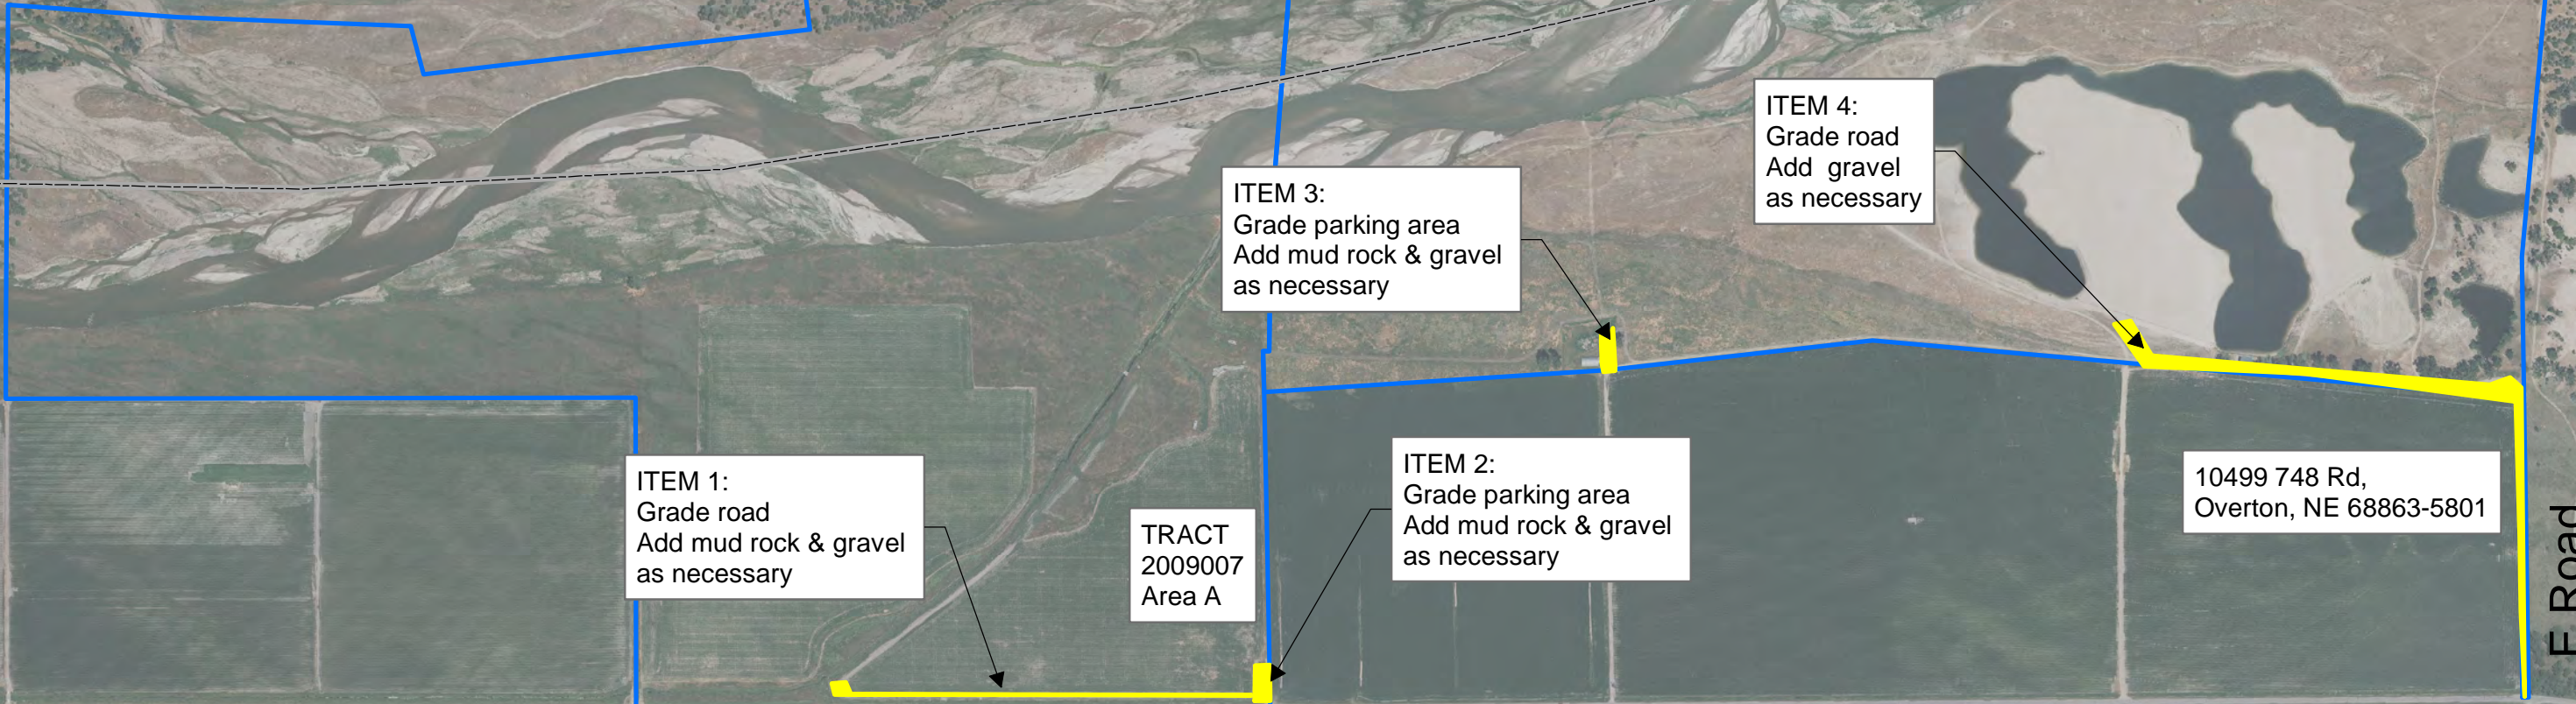 ITEM 4:
Grade road
Add  gravel
as necessary
ITEM 3:
Grade parking area
Add mud rock & gravel
as necessary
ITEM 1:
Grade road
Add mud rock & gravel
as necessary
TRACT
2009007
Area A
ITEM 2:
Grade parking area
Add mud rock & gravel
as necessary
10499 748 Rd,
Overton, NE 68863-5801
Road